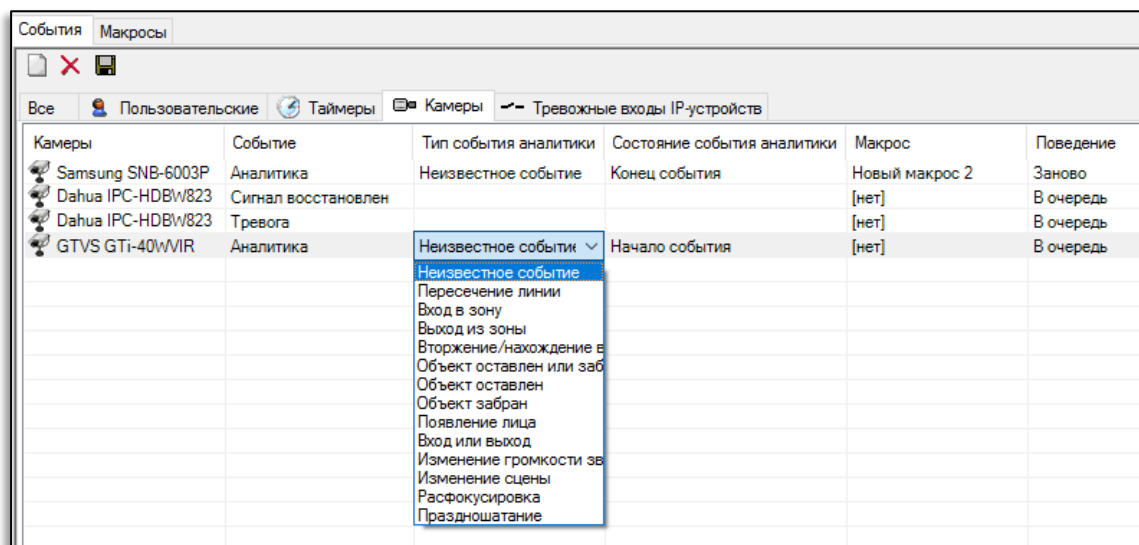 События Макросы
Все Пользовательские Таймеры Камеры Тревожные входы IP-устройств
Камеры Событие Тип события аналитики Состояние события аналитики Макрос Поведение
Samsung SNB-6003P Аналитика Неизвестное событие Конец события Новый макрос 2 Заново
Dahua IPC-HDBW823 Сигнал восстановлен [нет] В очередь
Dahua IPC-HDBW823 Тревога [нет] В очередь
GTVS GTi-40WVIR Аналитика Неизвестное событие Начало события [нет] В очередь
Неизвестное событие
Пересечение линии
Вход в зону
Выход из зоны
Вторжение/нахождение в
Объект оставлен или заб
Объект оставлен
Объект забран
Появление лица
Вход или выход
Изменение громкости зв
Изменение сцены
Расфокусировка
Праздношатание